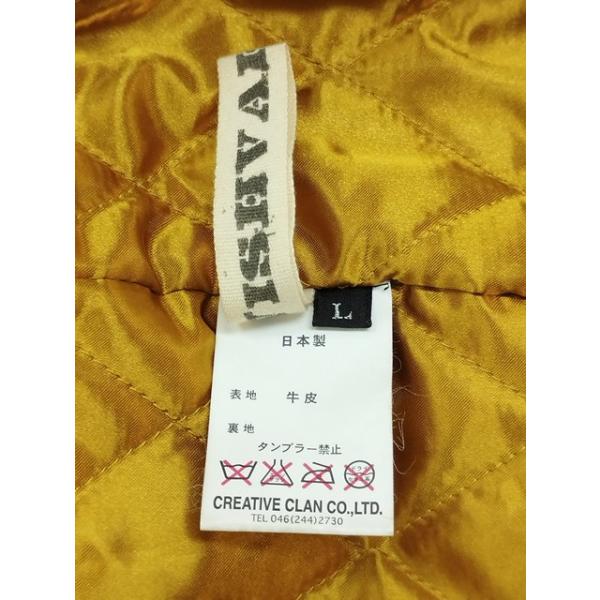 ISHVA
L
日本製
表地 牛皮
裏地
タンブラー禁止
CREATIVE CLAN CO.,LTD.
TEL 046(244)2730